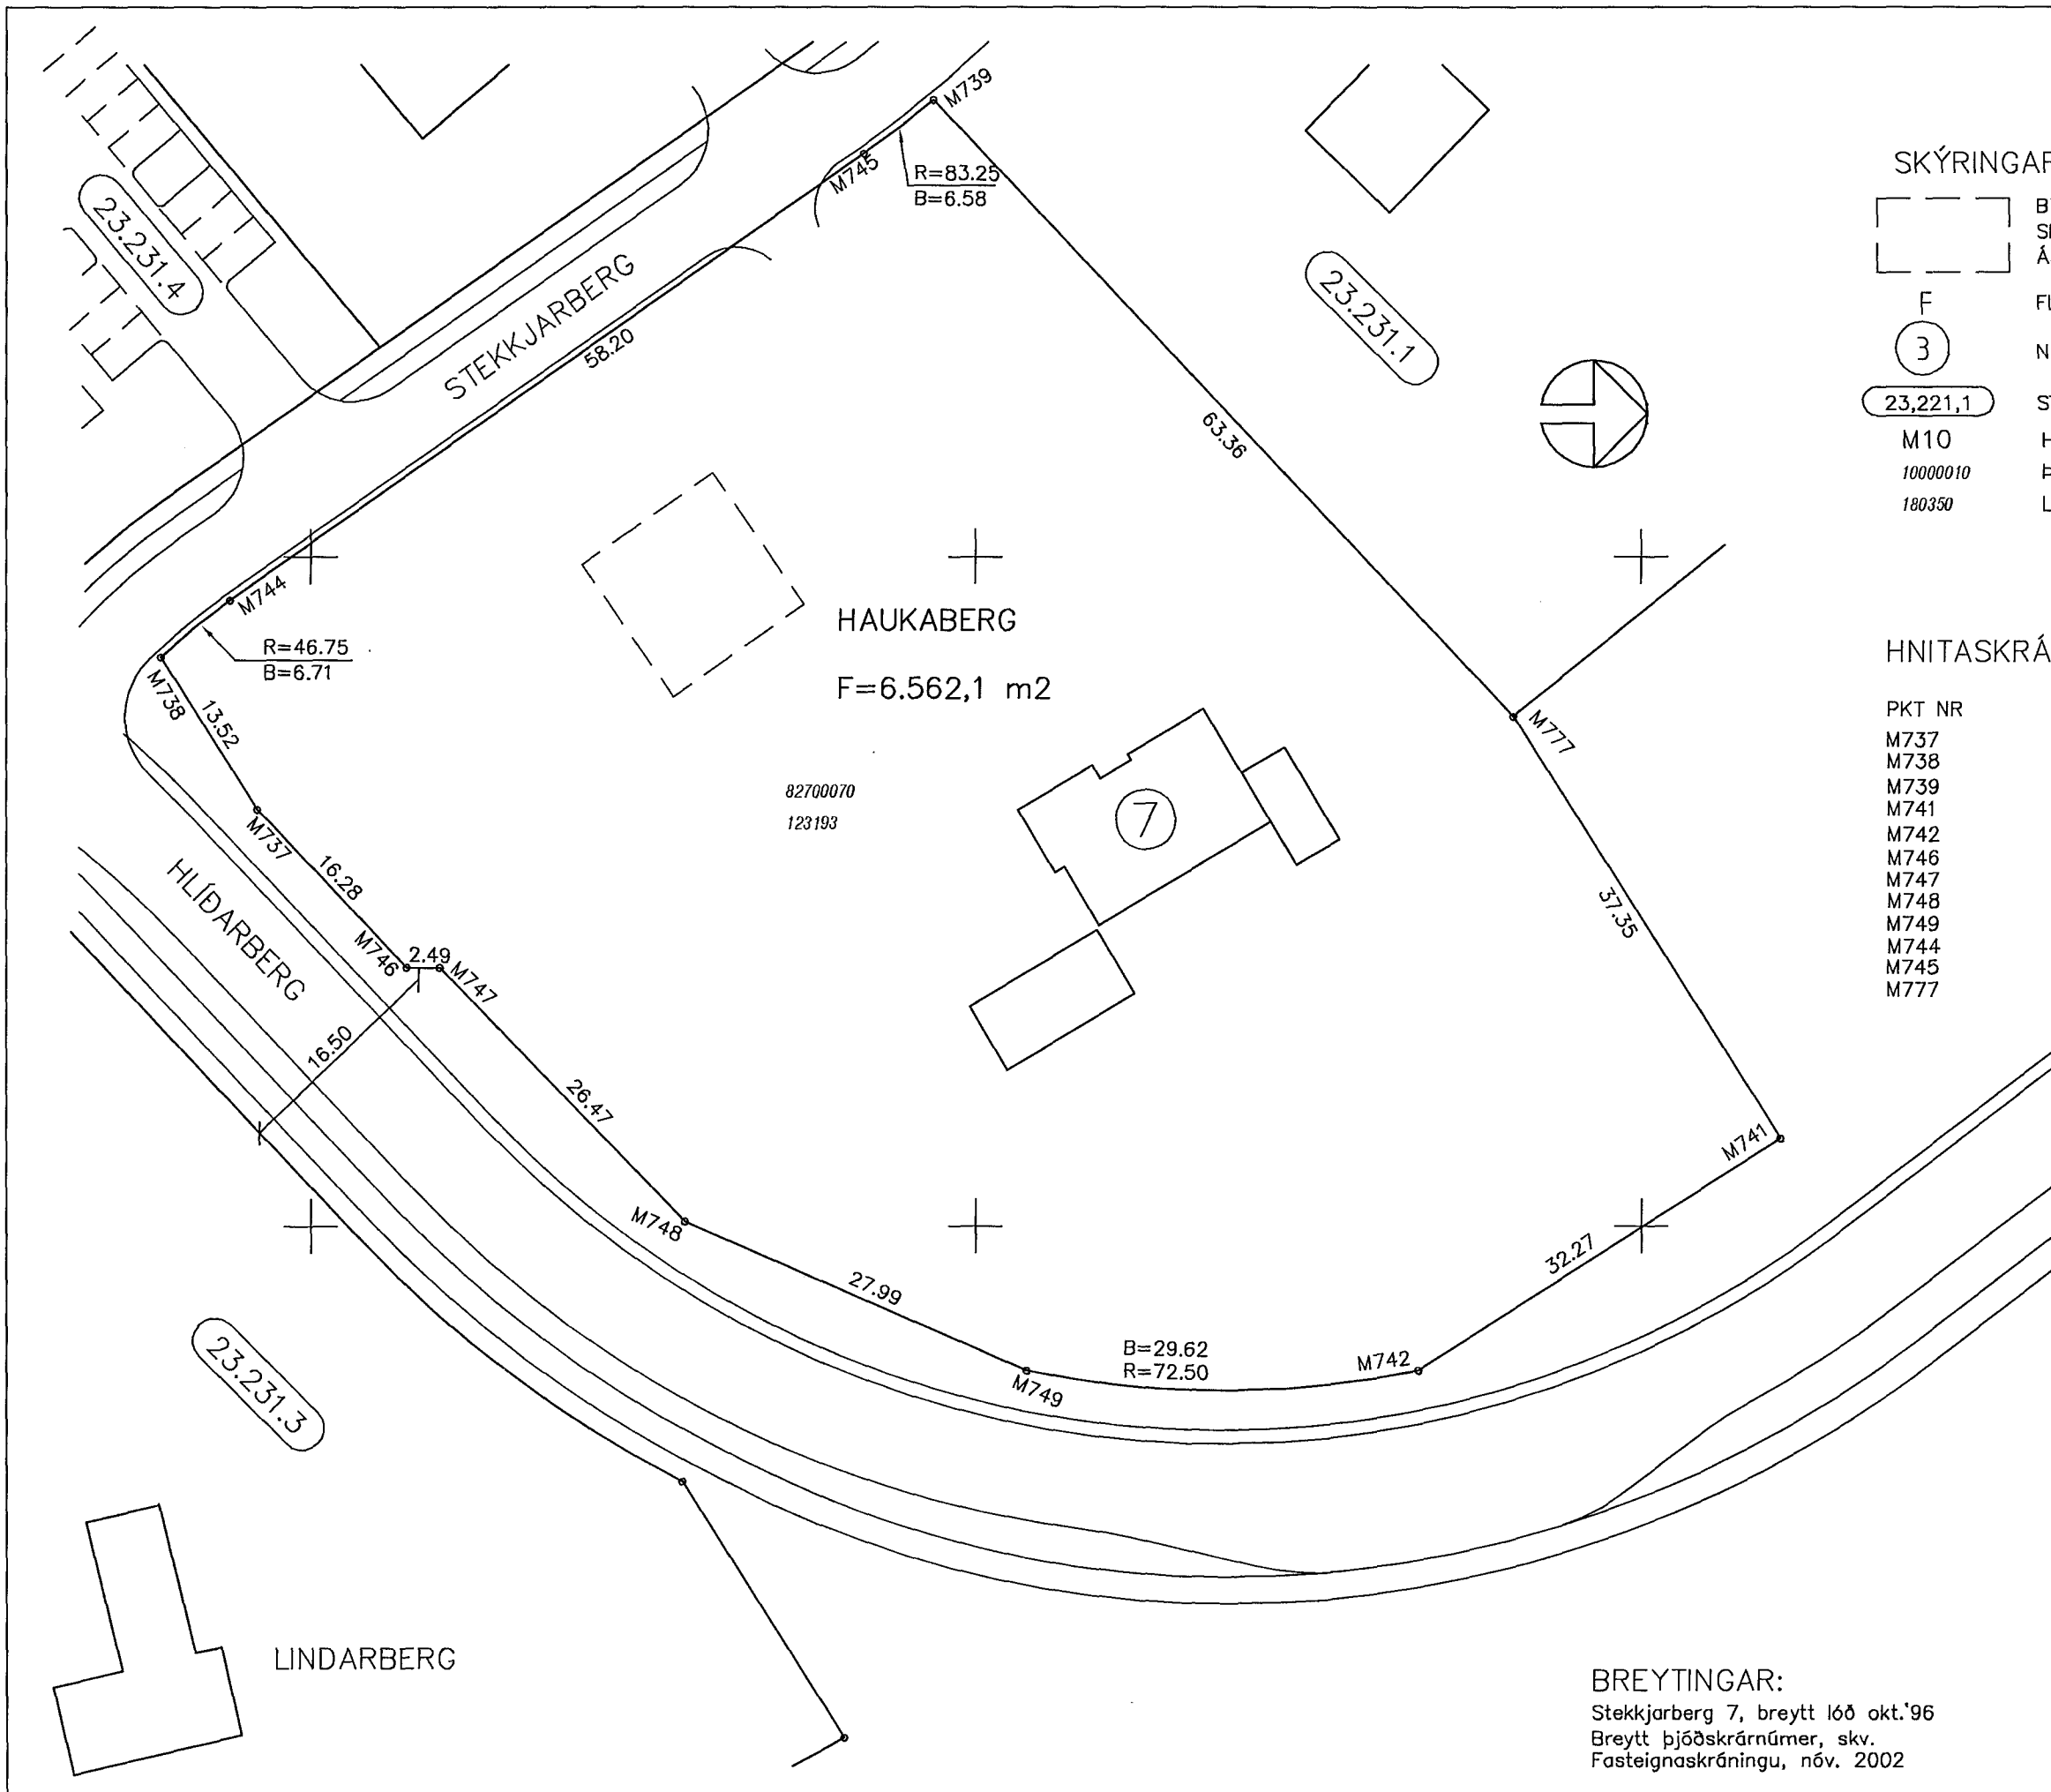 M739
M745
R=83.25
B=6.58
23.231.4
STEKKJARBERG
58.20
23.231.1
63.36
M744
R=46.75
B=6.71
M738
13.52
HAUKABERG
F=6.562,1 m2
M777
82700070
123193
7
M737
16.28
HLÍÐARBERG
M746
2.49
M747
37.35
16.50
26.47
M741
M748
27.99
32.27
B=29.62
R=72.50
M742
M749
23.231.3
LINDARBERG
SKÝRINGAR
F
3
23,221,1
M10
10000010
180350
HNITASKRÁ
PKT NR
M737
M738
M739
M741
M742
M746
M747
M748
M749
M744
M745
M777
BREYTINGAR:
Stekkjarberg 7, breytt lóð okt.'96
Breytt þjóðskrárnúmer, skv.
Fasteignaskráningu, nóv. 2002